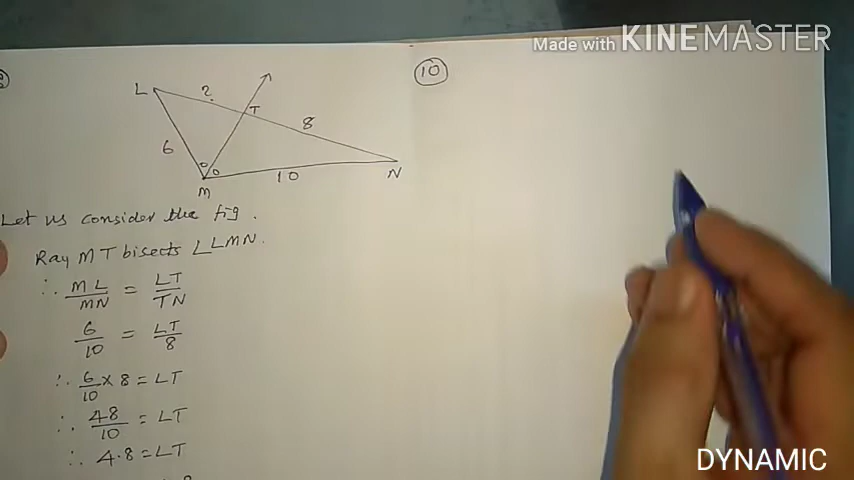 Made with KINEMASTER
10
L ? T 8
6
M 10 N
Let us consider the fig.
Ray MT bisects ∠LMN.
∴ ML/MN = LT/TN
6/10 = LT/8
∴ 6/10 × 8 = LT
∴ 48/10 = LT
∴ 4.8 = LT
DYNAMIC